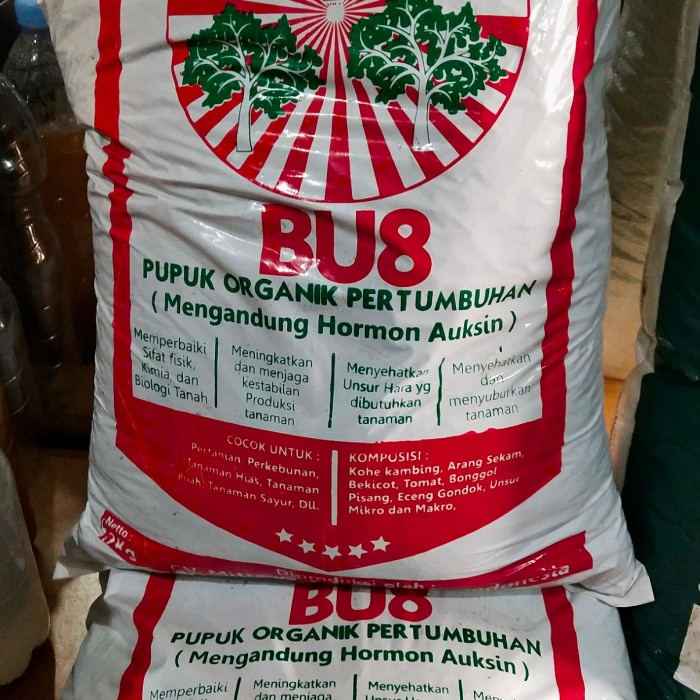 BU8
PUPUK ORGANIK PERTUMBUHAN
( Mengandung Hormon Auksin )
Memperbaiki
Sifat fisik,
Kimia, dan
Biologi Tanah
Meningkatkan
dan menjaga
kestabilan
Produksi
tanaman
Menyehatkan
Unsur Hara yg
dibutuhkan
tanaman
Menyehatkan
dan
menyuburkan
tanaman
COCOK UNTUK :
Pertanian, Perkebunan,
Tanaman Hias, Tanaman
Buah, Tanaman Sayur, DLL.
KOMPOSISI :
Kohe kambing, Arang Sekam,
Bekicot, Tomat, Bonggol
Pisang, Eceng Gondok, Unsur
Mikro dan Makro,
Netto :
Diproduksi oleh :
BU8
PUPUK ORGANIK PERTUMBUHAN
( Mengandung Hormon Auksin )
Memperbaiki
Meningkatkan
dan menjaga
Menyehatkan